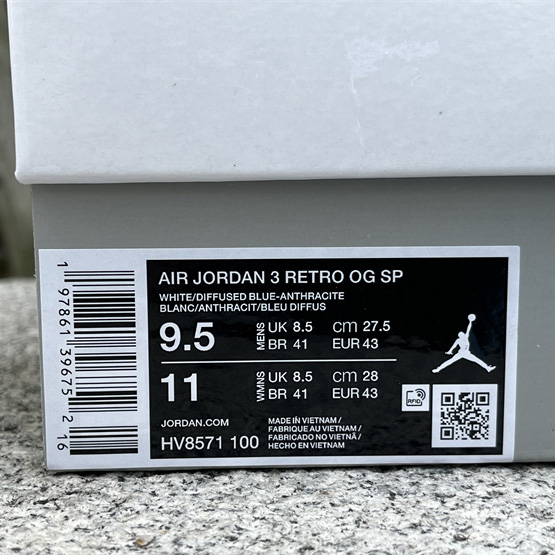 1 97861 39675 2 16
AIR JORDAN 3 RETRO OG SP
WHITE/DIFFUSED BLUE-ANTHRACITE
BLANC/ANTHRACIT/BLEU DIFFUS
9.5 MENS UK 8.5 cm 27.5
BR 41 EUR 43
11 WMNS UK 8.5 cm 28
BR 41 EUR 43
RFID
JORDAN.COM
HV8571 100
MADE IN VIETNAM /
FABRIQUE AU VIETNAM /
FABRICADO NO VIETNÃ /
HECHO EN VIETNAM